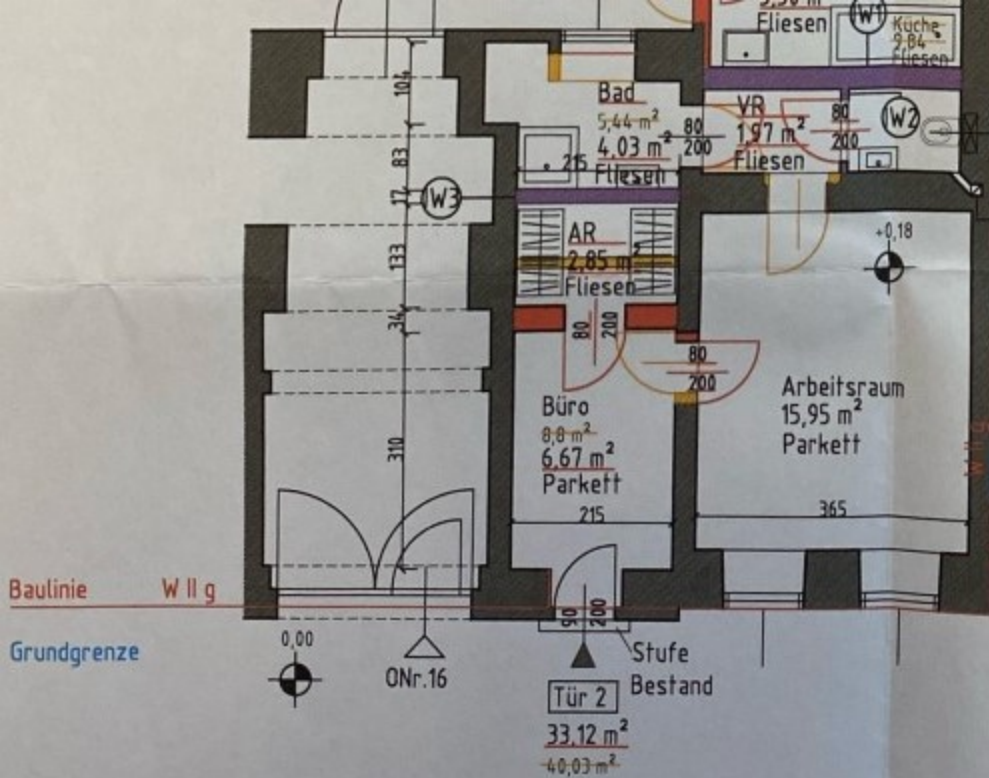 Fliesen
W1
Küche
9,84
Fliesen
Bad
5,44 m²
4,03 m²
Fliesen
215
80
200
VR
1,97 m²
Fliesen
80
200
W2
104
83
17
W3
133
34
310
AR
2,85 m²
Fliesen
80
200
+0,18
80
200
Büro
8,8 m²
6,67 m²
Parkett
215
Arbeitsraum
15,95 m²
Parkett
365
Baulinie W II g
Grundgrenze
0,00
ONr.16
90
200
Stufe
Bestand
Tür 2
33,12 m²
40,03 m²